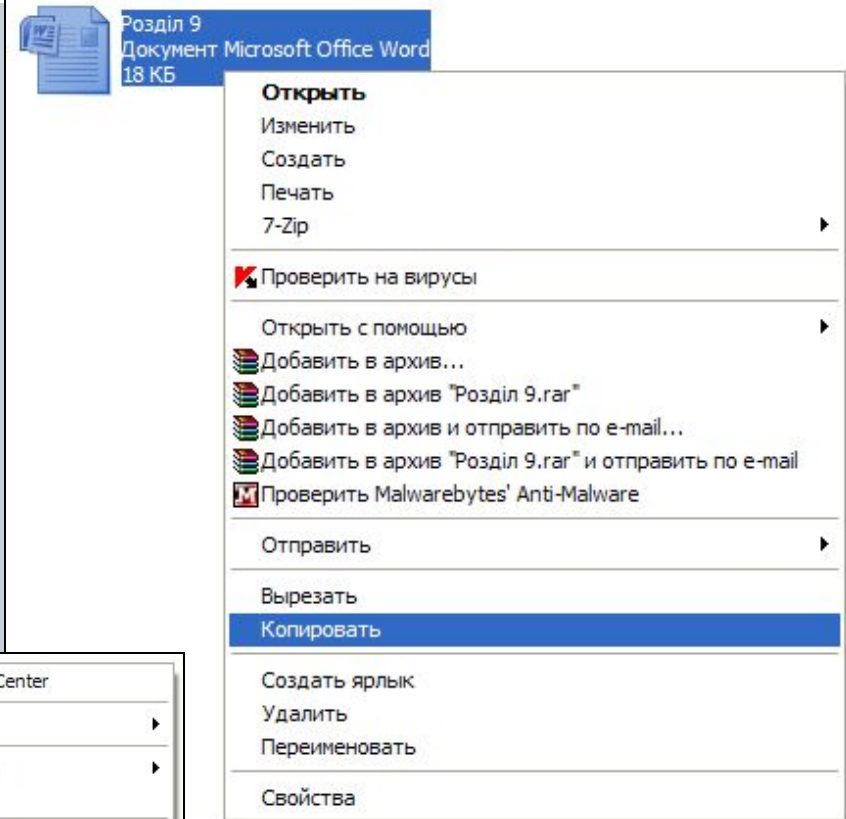 Розділ 9
Документ Microsoft Office Word
18 КБ
Открыть
Изменить
Создать
Печать
7-Zip
Проверить на вирусы
Открыть с помощью
Добавить в архив...
Добавить в архив "Розділ 9.rar"
Добавить в архив и отправить по e-mail...
Добавить в архив "Розділ 9.rar" и отправить по e-mail
Проверить Malwarebytes' Anti-Malware
Отправить
Вырезать
Копировать
Создать ярлык
Удалить
Переименовать
Свойства
Center